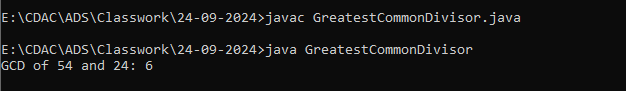 E:\CDAC\ADS\Classwork\24-09-2024>javac GreatestCommonDivisor.java
E:\CDAC\ADS\Classwork\24-09-2024>java GreatestCommonDivisor
GCD of 54 and 24: 6